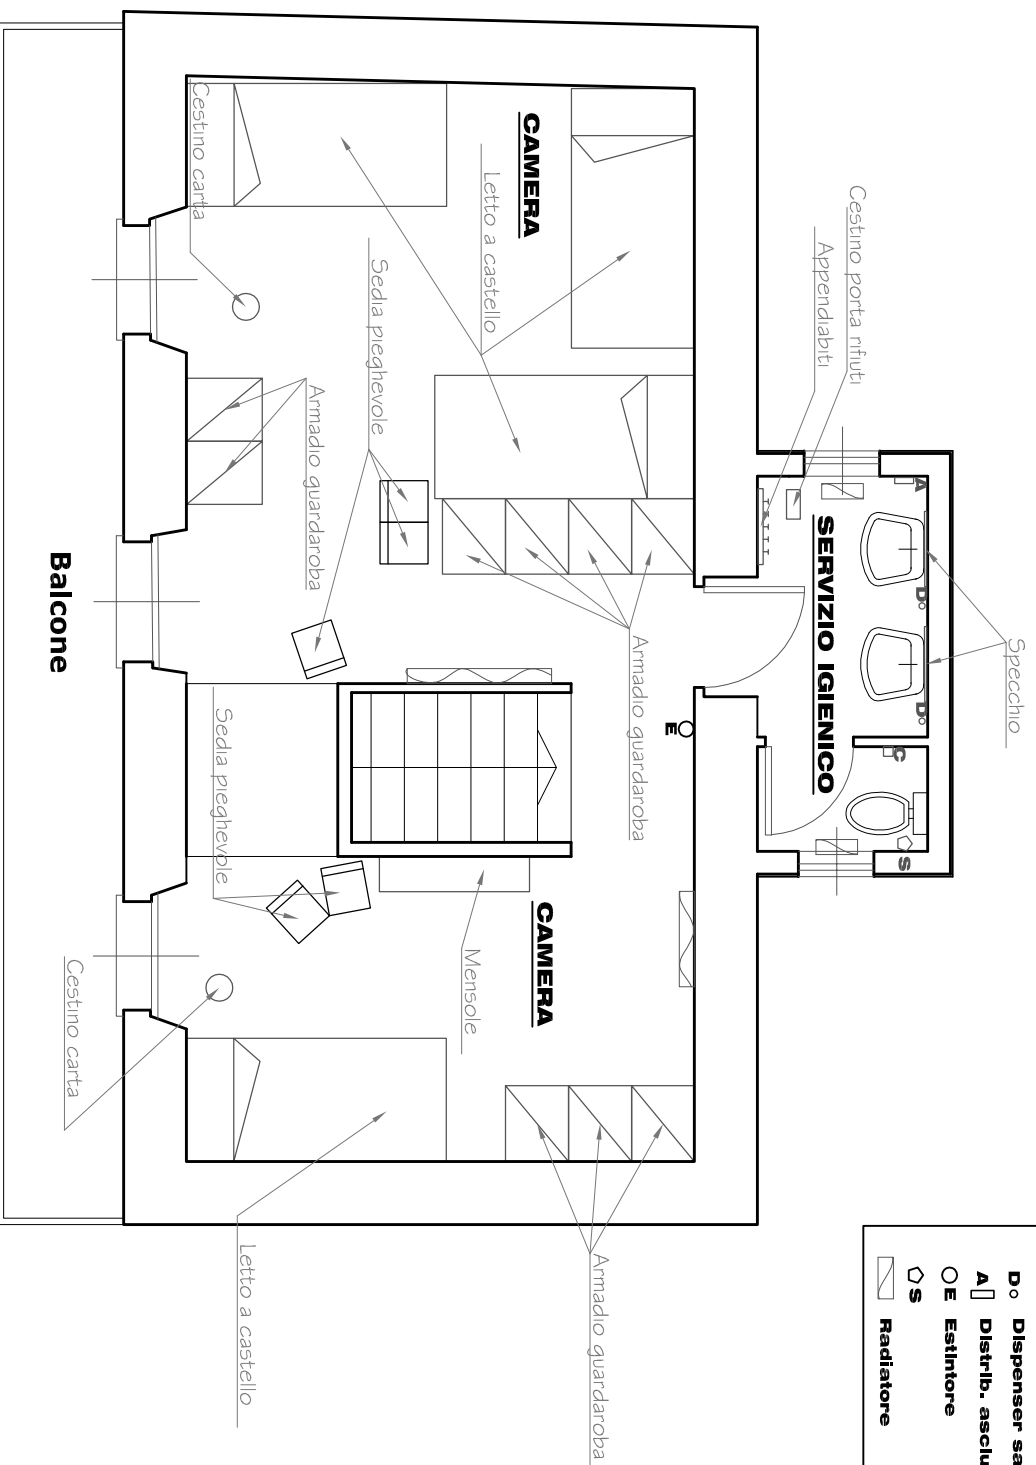 Specchio
Cestino porta rifiuti
Appendiabiti
A
D
D
C
S
SERVIZIO IGIENICO
E
CAMERA
Letto a castello
Sedia pieghevole
Armadio guardaroba
Cestino carta
Armadio guardaroba
CAMERA
Mensole
Sedia pieghevole
Cestino carta
Balcone
Letto a castello
Armadio guardaroba
D Dispenser sa
A Distrib. asciu
E Estintore
S
Radiatore